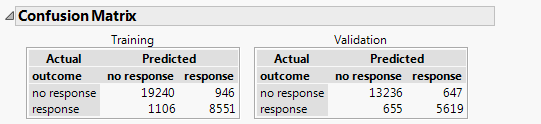 Confusion Matrix
Training Validation
Actual Predicted Actual Predicted
outcome no response response outcome no response response
no response 19240 946 no response 13236 647
response 1106 8551 response 655 5619